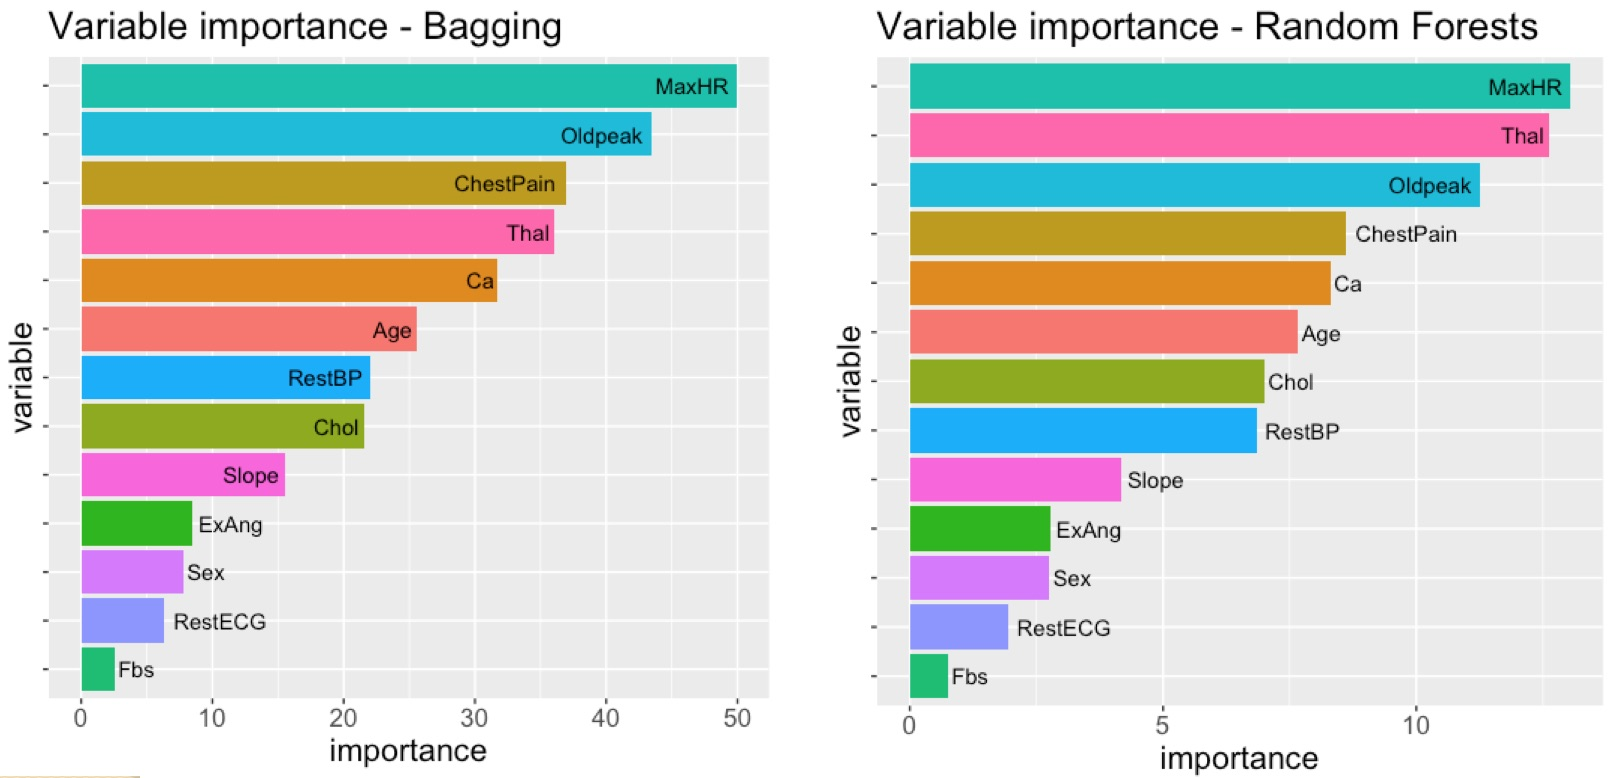 Variable importance - Bagging
MaxHR
Oldpeak
ChestPain
Thal
Ca
Age
RestBP
Chol
Slope
ExAng
Sex
RestECG
Fbs
variable
0 10 20 30 40 50
importance
Variable importance - Random Forests
MaxHR
Thal
Oldpeak
ChestPain
Ca
Age
Chol
RestBP
Slope
ExAng
Sex
RestECG
Fbs
variable
0 5 10
importance